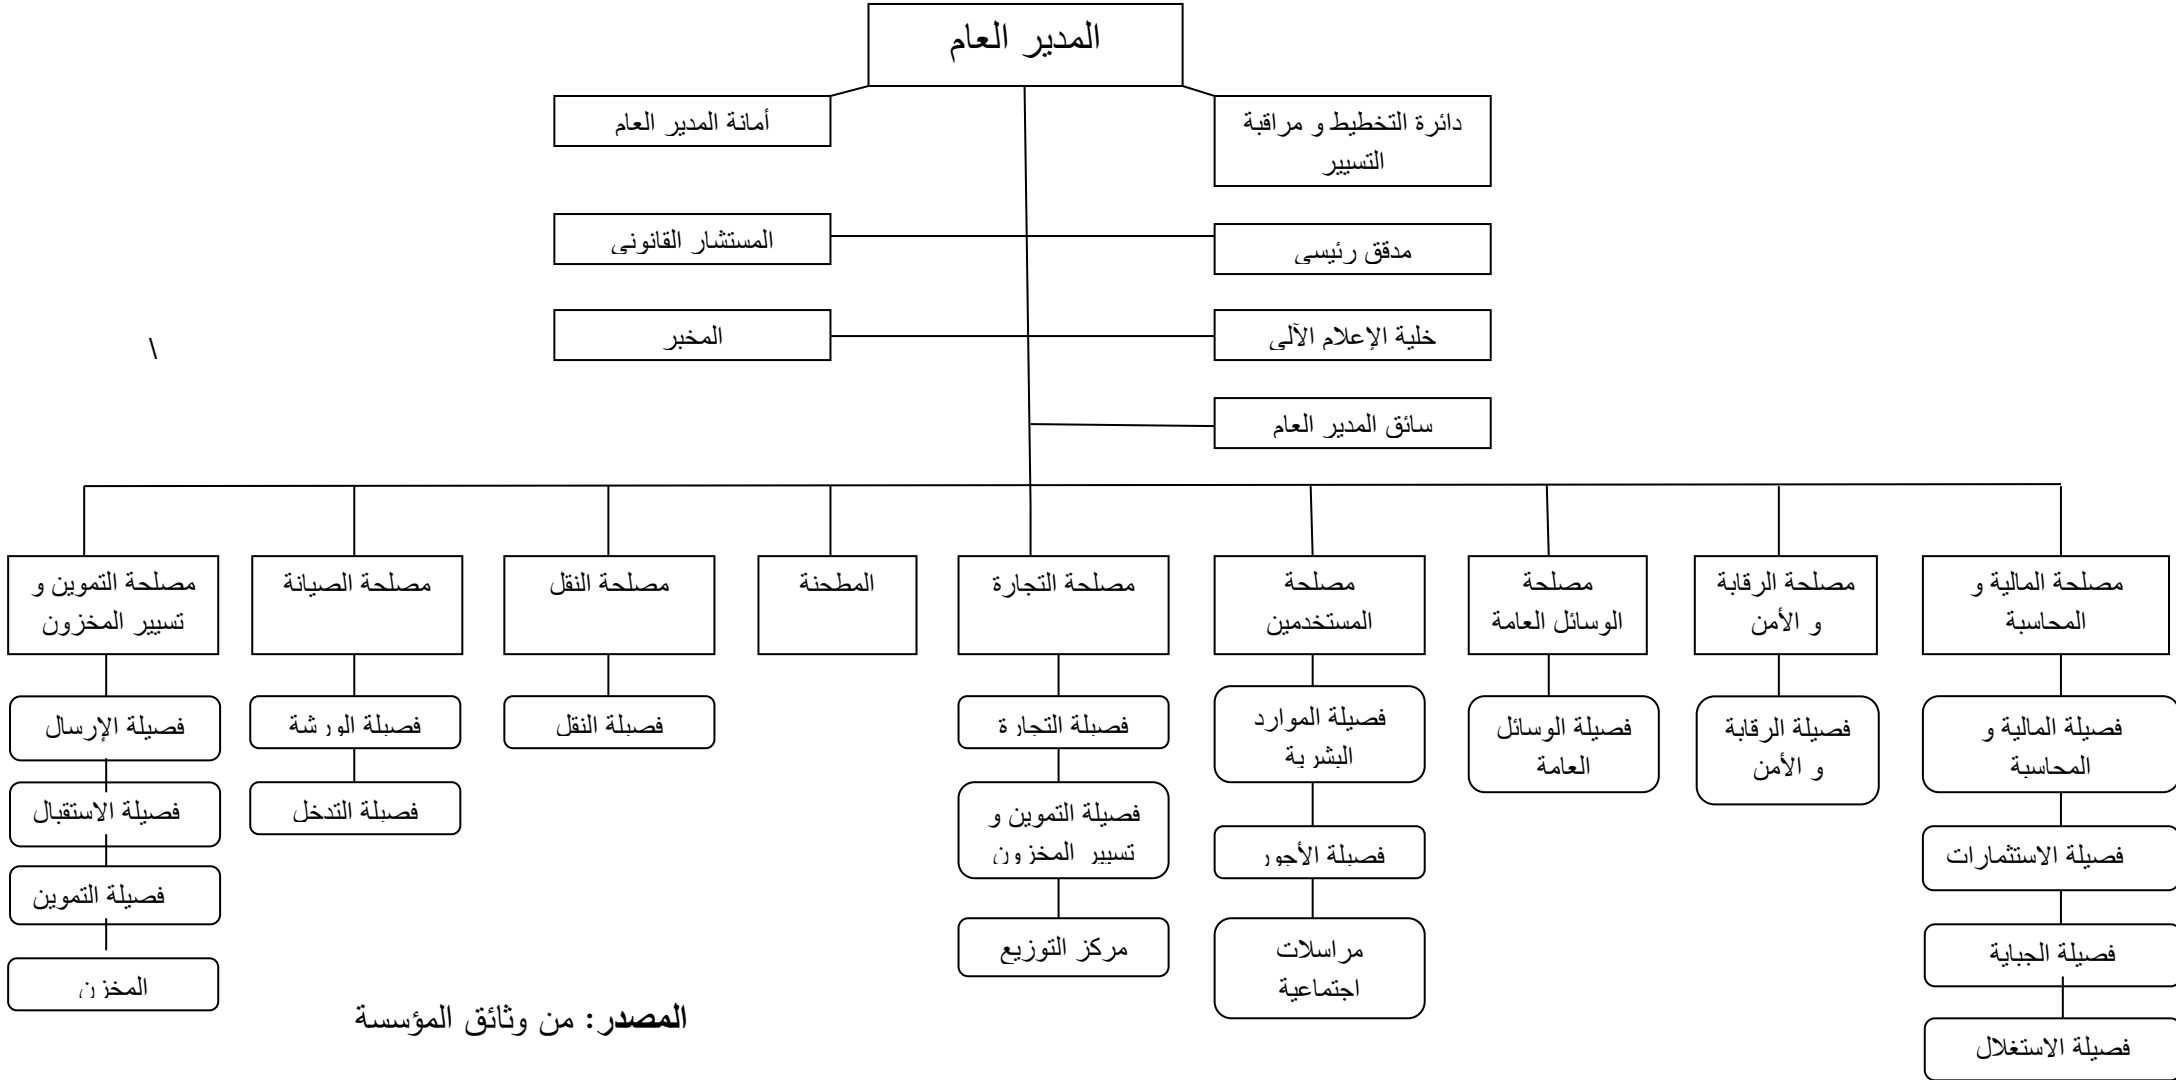 المدير العام
دائرة التخطيط و مراقبة
التسيير
أمانة المدير العام
مدقق رئيسي
المستشار القانوني
خلية الإعلام الآلي
المخبر
\
سائق المدير العام
مصلحة المالية و
المحاسبة
مصلحة الرقابة
و الأمن
مصلحة
الوسائل العامة
مصلحة
المستخدمين
مصلحة التجارة
المطحنة
مصلحة النقل
مصلحة الصيانة
مصلحة التموين و
تسيير المخزون
فصيلة المالية و
المحاسبة
فصيلة الاستثمارات
فصيلة الجباية
فصيلة الاستغلال
فصيلة الرقابة
و الأمن
فصيلة الوسائل
العامة
فصيلة الموارد
البشرية
فصيلة الأجور
مراسلات
اجتماعية
فصيلة التجارة
فصيلة التموين و
تسيير المخزون
مركز التوزيع
فصيلة النقل
فصيلة الورشة
فصيلة التدخل
فصيلة الإرسال
فصيلة الاستقبال
فصيلة التموين
المخزن
المصدر: من وثائق المؤسسة